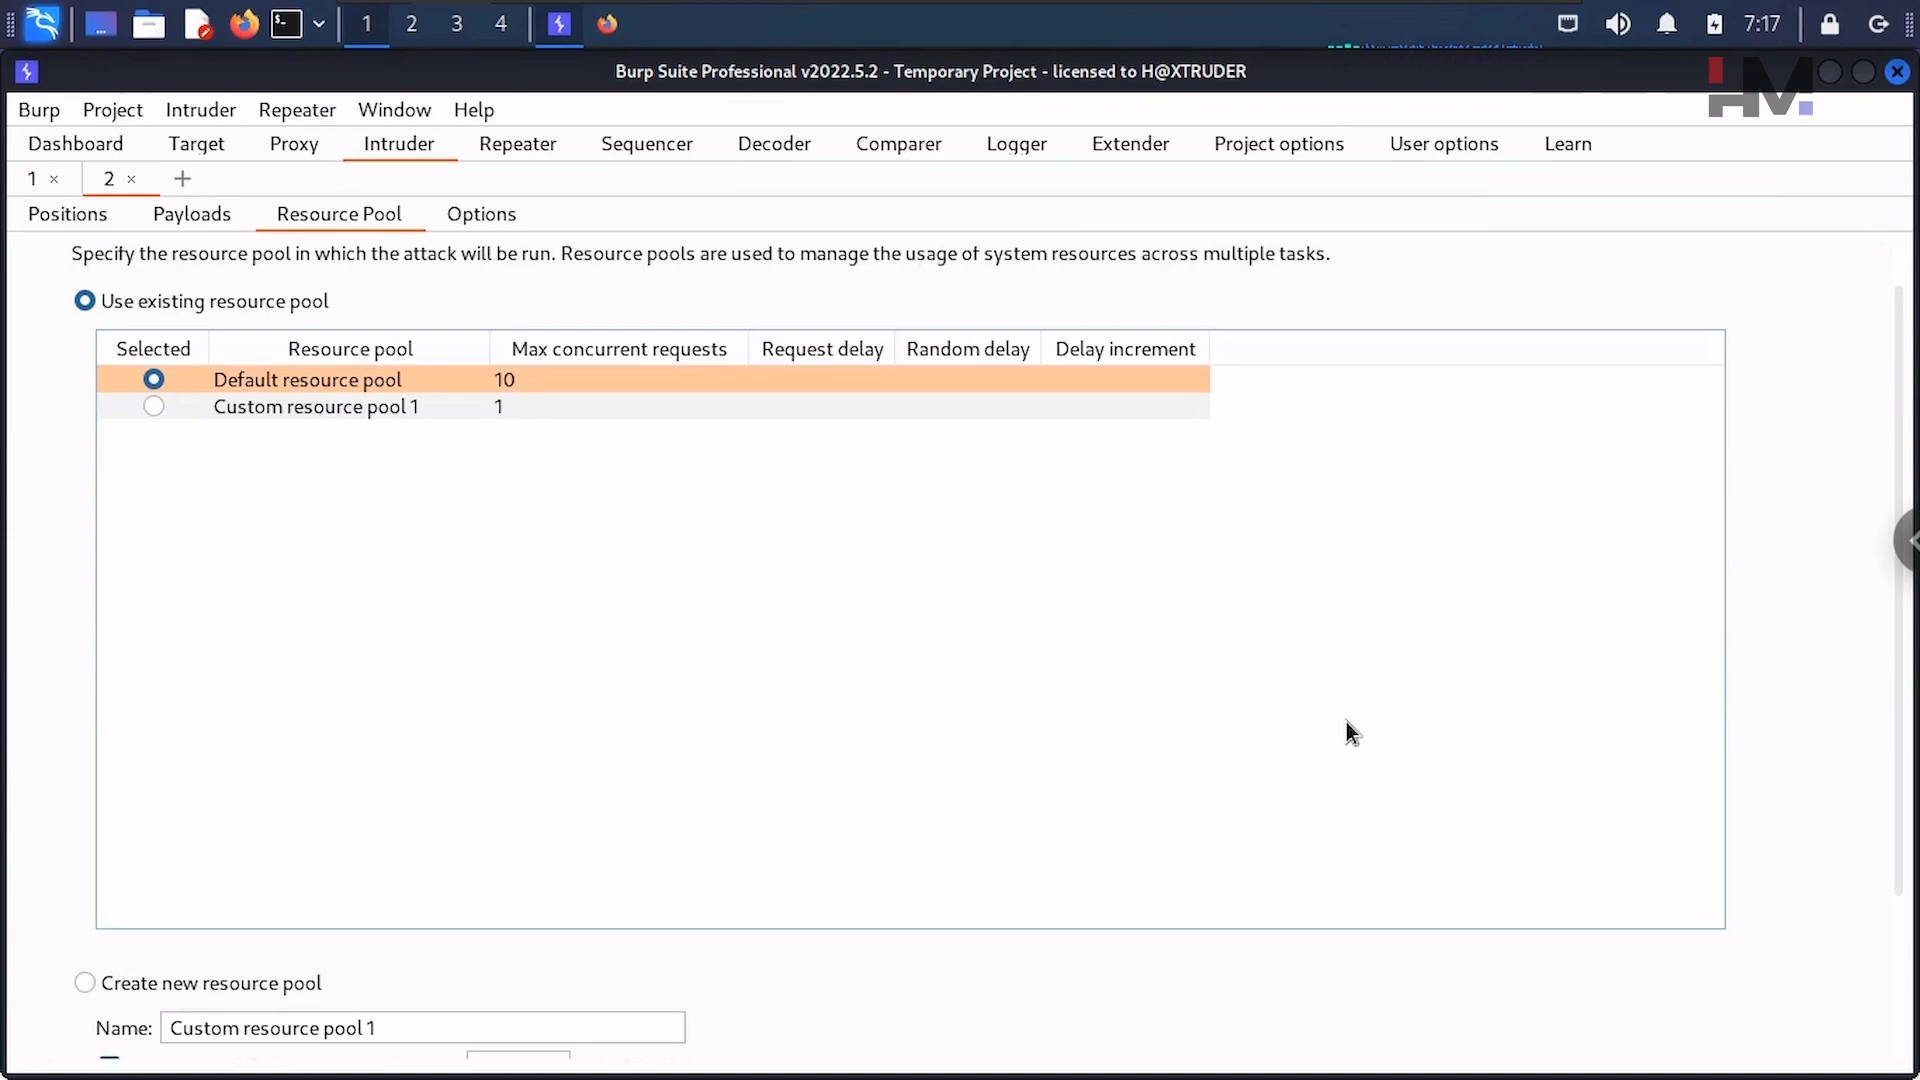 1 2 3 4 7:17
Burp Suite Professional v2022.5.2 - Temporary Project - licensed to H@XTRUDER
HM
Burp Project Intruder Repeater Window Help
Dashboard Target Proxy Intruder Repeater Sequencer Decoder Comparer Logger Extender Project options User options Learn
1 × 2 × +
Positions Payloads Resource Pool Options
Specify the resource pool in which the attack will be run. Resource pools are used to manage the usage of system resources across multiple tasks.
Use existing resource pool
Selected Resource pool Max concurrent requests Request delay Random delay Delay increment
Default resource pool 10
Custom resource pool 1 1
Create new resource pool
Name: Custom resource pool 1